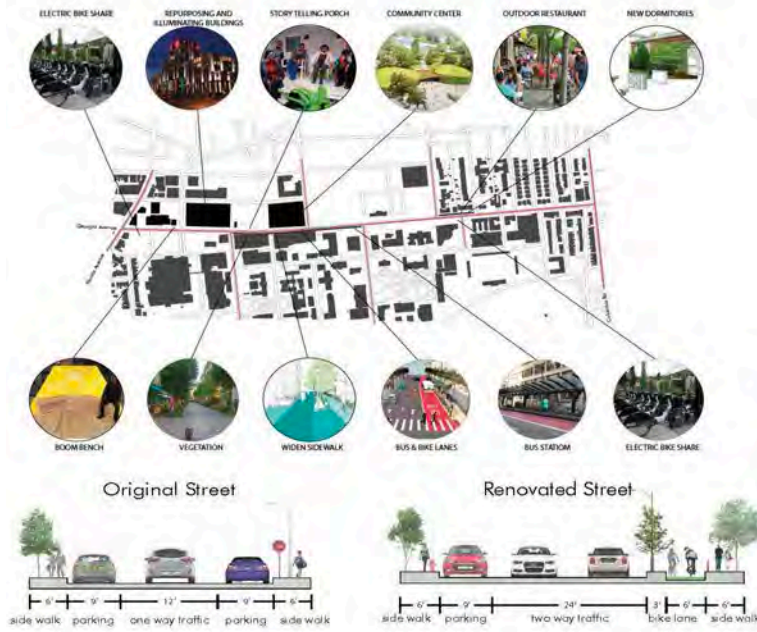 ELECTRIC BIKE SHARE
REPURPOSING AND
ILLUMINATING BUILDINGS
STORY TELLING PORCH
COMMUNITY CENTER
OUTDOOR RESTAURANT
NEW DORMITORIES
Georgia Avenue
BOOM BENCH
VEGETATION
WIDEN SIDEWALK
BUS & BIKE LANES
BUS STATIOM
ELECTRIC BIKE SHARE
Original Street
Renovated Street
6' 9' 12' 9' 6'
side walk parking one way traffic parking side walk
6' 9' 24' 3' 6' 6'
side walk parking two way traffic bike lane side walk